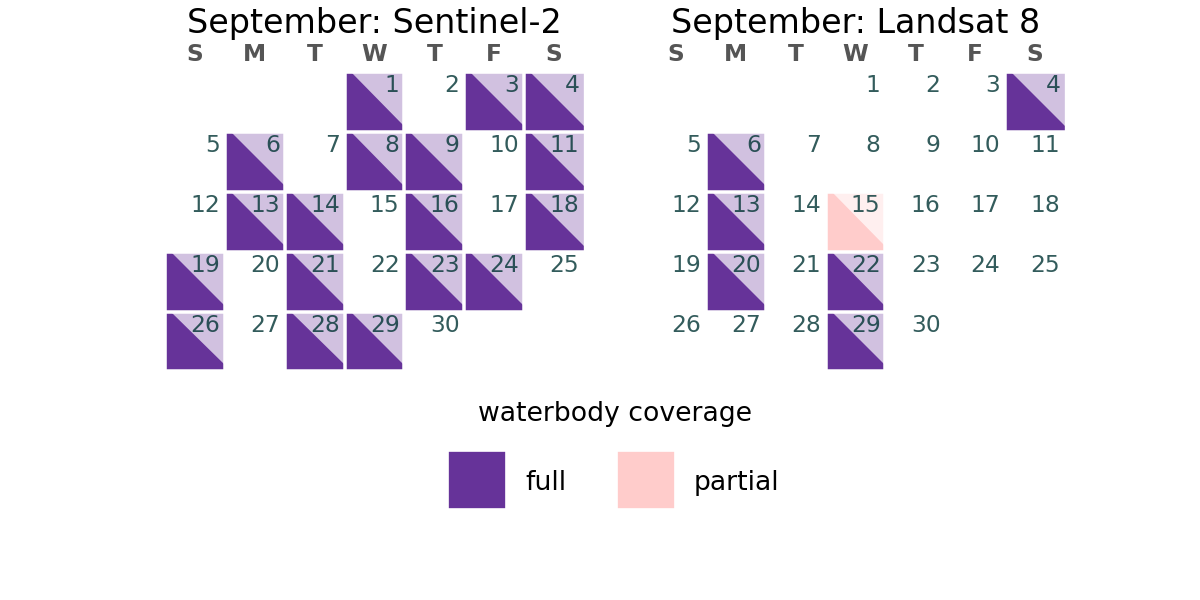 September: Sentinel-2
S M T W T F S
1 2 3 4
5 6 7 8 9 10 11
12 13 14 15 16 17 18
19 20 21 22 23 24 25
26 27 28 29 30
September: Landsat 8
S M T W T F S
1 2 3 4
5 6 7 8 9 10 11
12 13 14 15 16 17 18
19 20 21 22 23 24 25
26 27 28 29 30
waterbody coverage
full partial